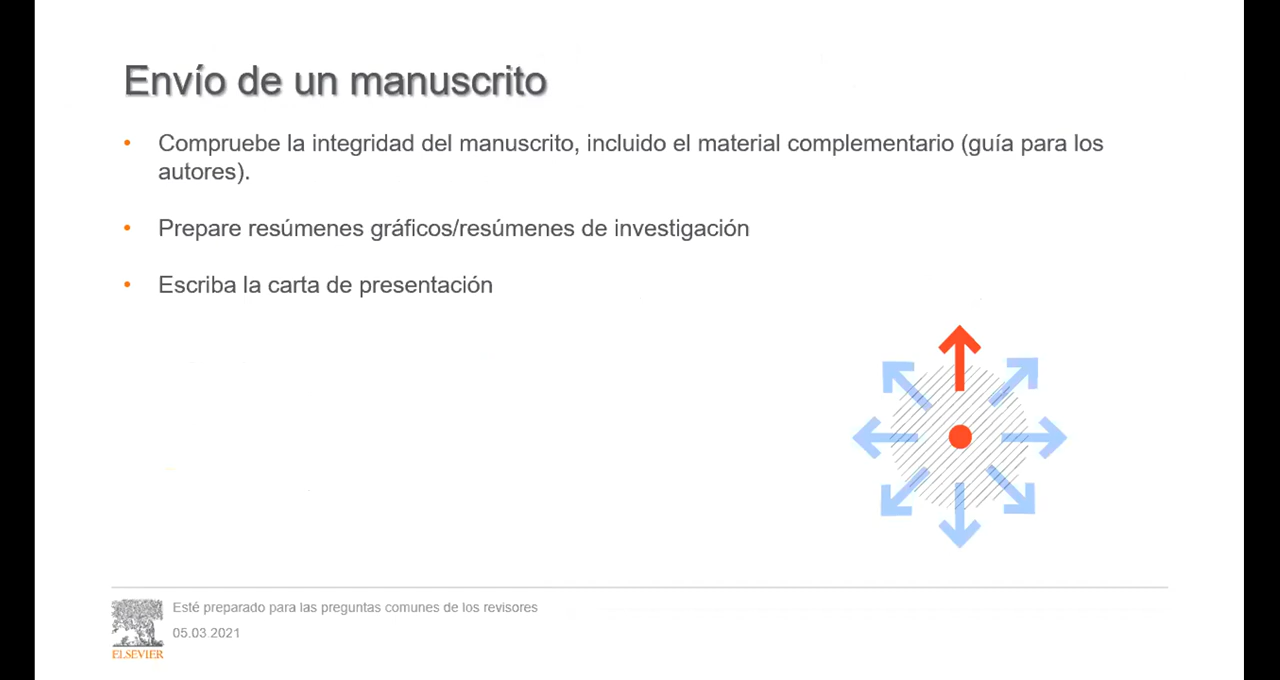 Envío de un manuscrito
• Compruebe la integridad del manuscrito, incluido el material complementario (guía para los
autores).
• Prepare resúmenes gráficos/resúmenes de investigación
• Escriba la carta de presentación
Esté preparado para las preguntas comunes de los revisores
05.03.2021
ELSEVIER